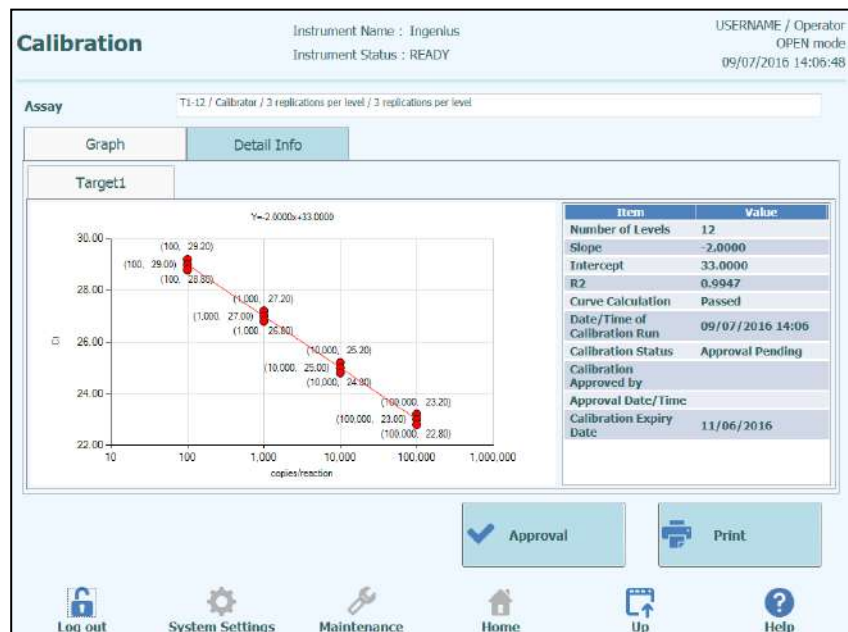 Calibration
Instrument Name : Ingenius
Instrument Status : READY
USERNAME / Operator
OPEN mode
09/07/2016 14:06:48
Assay
T1-12 / Calibrator / 3 replications per level / 3 replications per level
Graph
Detail Info
Target1
Y=-2.0000x+33.0000
30.00
28.00
26.00
24.00
22.00
Ct
(100, 29.20)
(100, 29.00)
(100, 28.80)
(1,000, 27.20)
(1,000, 27.00)
(1,000, 26.80)
(10,000, 25.20)
(10,000, 25.00)
(10,000, 24.80)
(100,000, 23.20)
(100,000, 23.00)
(100,000, 22.80)
10 100 1,000 10,000 100,000 1,000,000
copies/reaction
Item Value
Number of Levels 12
Slope -2.0000
Intercept 33.0000
R2 0.9947
Curve Calculation Passed
Date/Time of
Calibration Run 09/07/2016 14:06
Calibration Status Approval Pending
Calibration
Approved by
Approval Date/Time
Calibration Expiry
Date 11/06/2016
Approval
Print
Log out
System Settings
Maintenance
Home
Up
Help